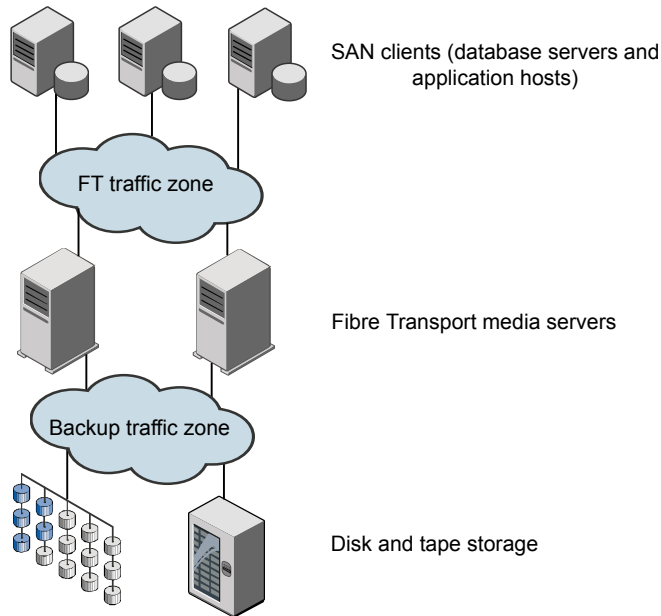 SAN clients (database servers and
application hosts)
FT traffic zone
Fibre Transport media servers
Backup traffic zone
Disk and tape storage